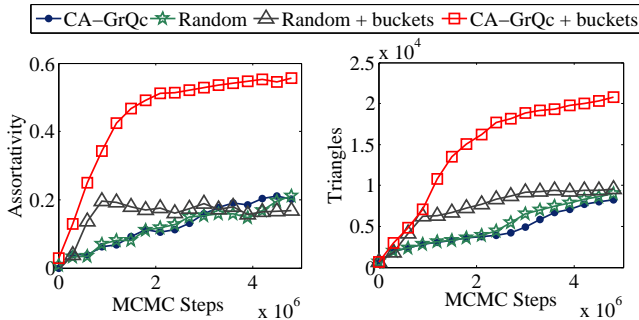 CA−GrQc Random Random + buckets CA−GrQc + buckets
x 10^4
0.6
0.4
0.2
0
Assortativity
0 2 4
MCMC Steps
x 10^6
2.5
2
1.5
1
0.5
0
Triangles
0 2 4
MCMC Steps
x 10^6